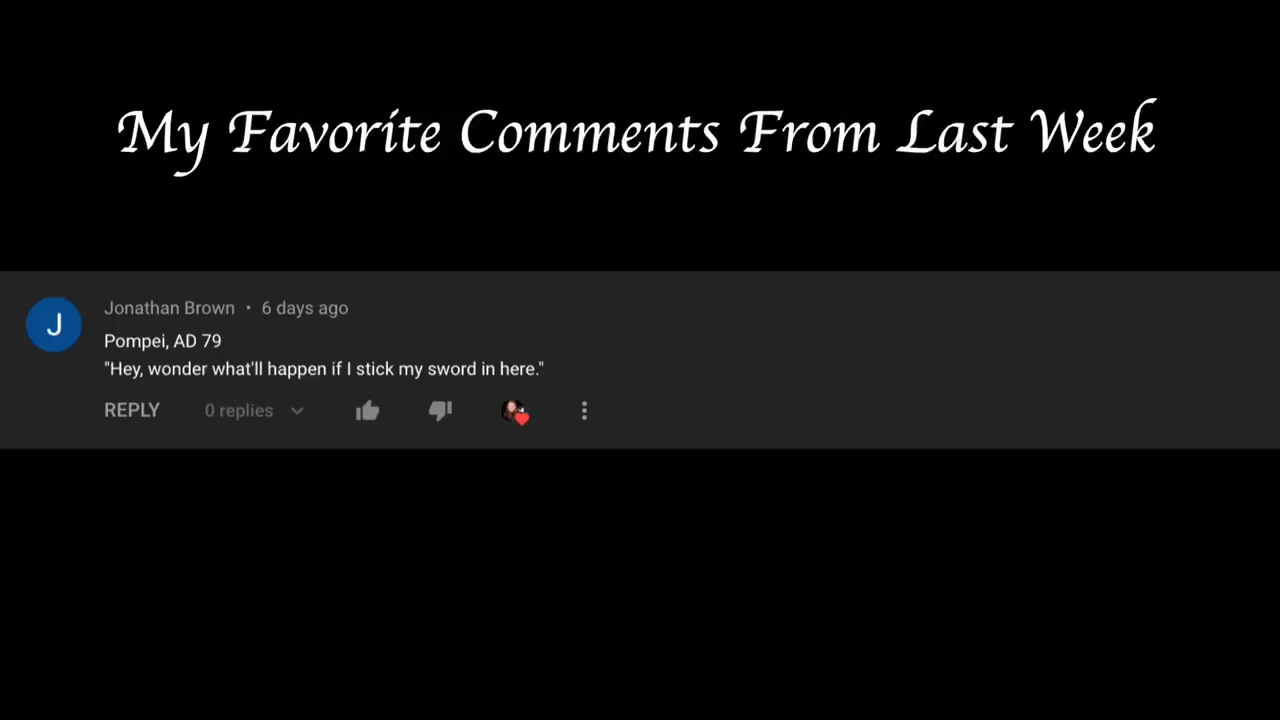 My Favorite Comments From Last Week
J
Jonathan Brown • 6 days ago
Pompei, AD 79
"Hey, wonder what'll happen if I stick my sword in here."
REPLY 0 replies